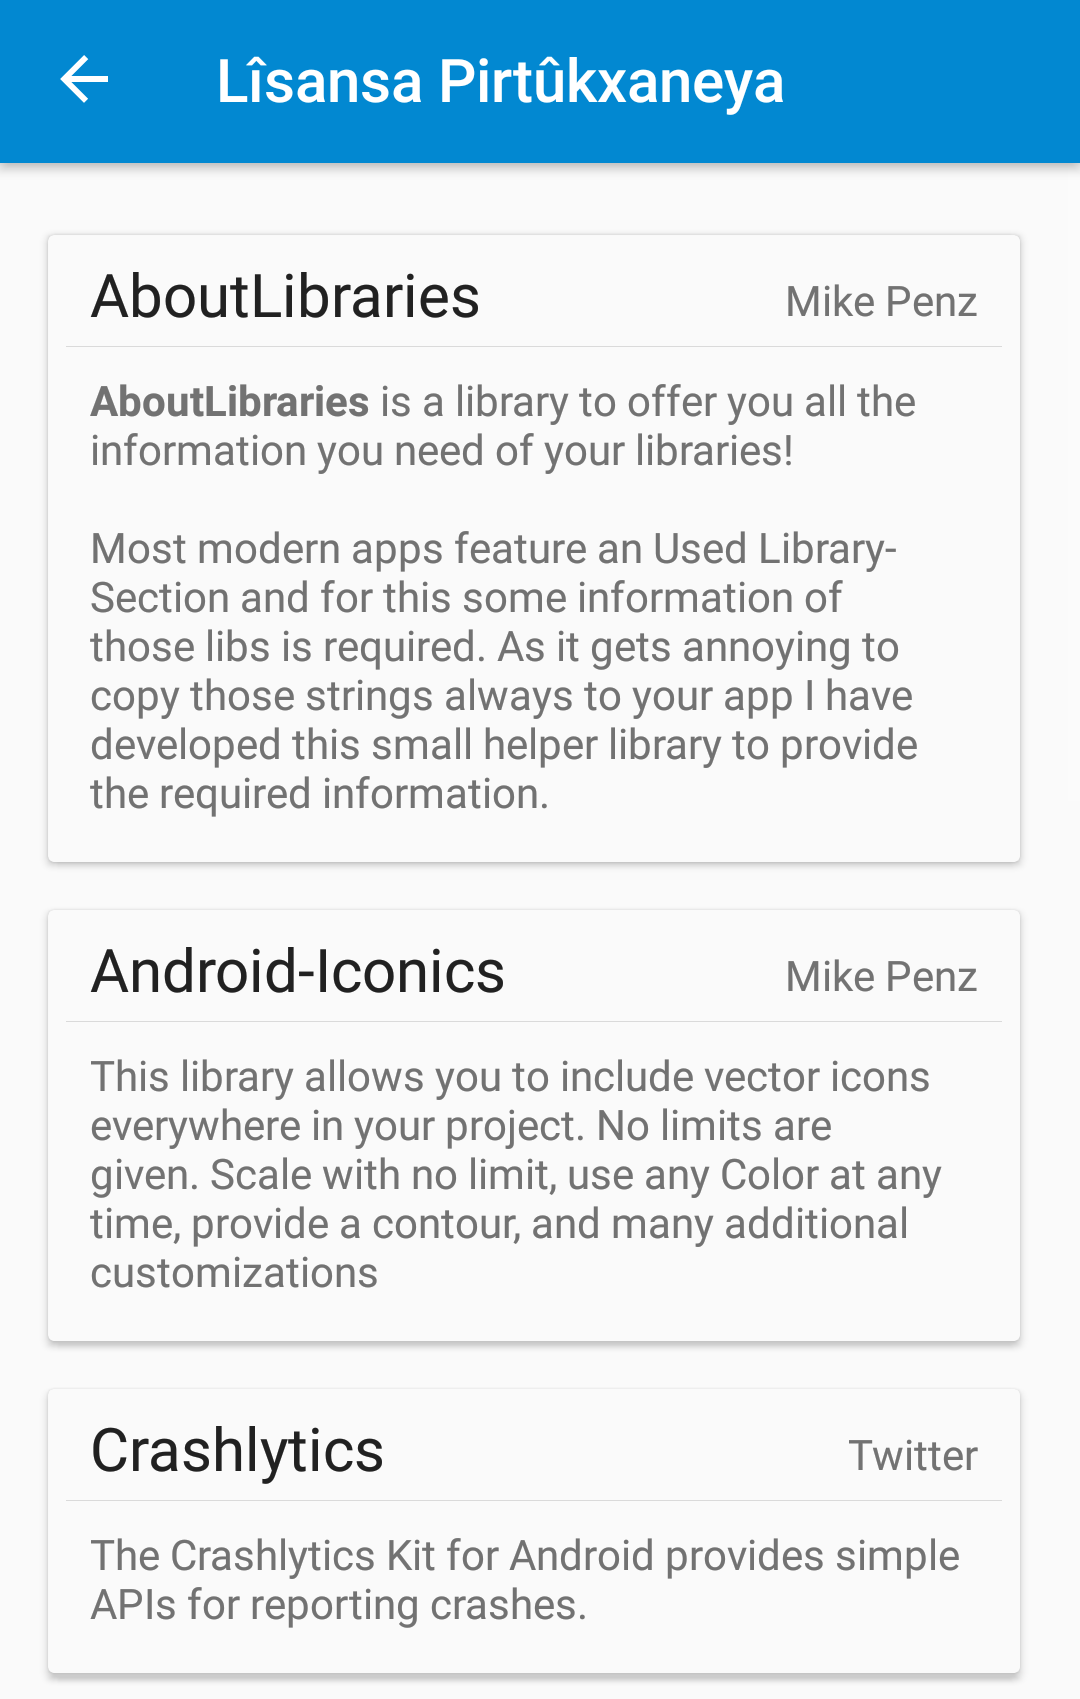 Lîsansa Pirtûkxaneya
AboutLibraries
Mike Penz
AboutLibraries is a library to offer you all the
information you need of your libraries!
Most modern apps feature an Used Library-
Section and for this some information of
those libs is required. As it gets annoying to
copy those strings always to your app I have
developed this small helper library to provide
the required information.
Android-Iconics
Mike Penz
This library allows you to include vector icons
everywhere in your project. No limits are
given. Scale with no limit, use any Color at any
time, provide a contour, and many additional
customizations
Crashlytics
Twitter
The Crashlytics Kit for Android provides simple
APIs for reporting crashes.